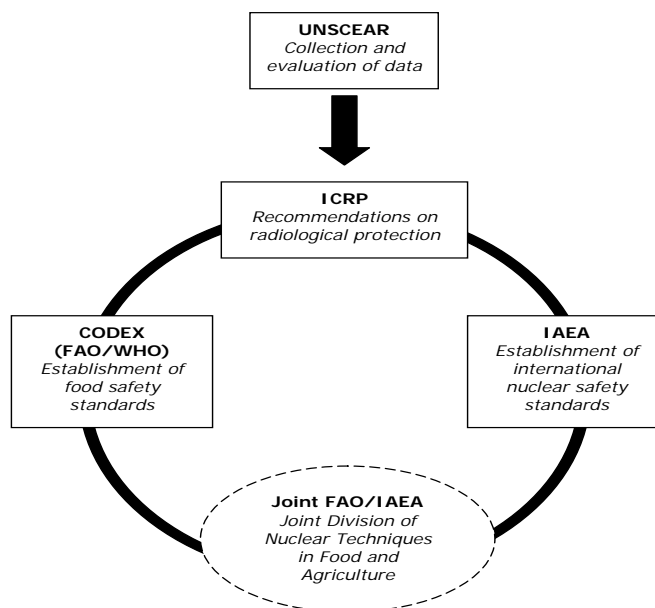 UNSCEAR
Collection and
evaluation of data
ICRP
Recommendations on
radiological protection
CODEX
(FAO/WHO)
Establishment of
food safety
standards
IAEA
Establishment of
international
nuclear safety
standards
Joint FAO/IAEA
Joint Division of
Nuclear Techniques
in Food and
Agriculture